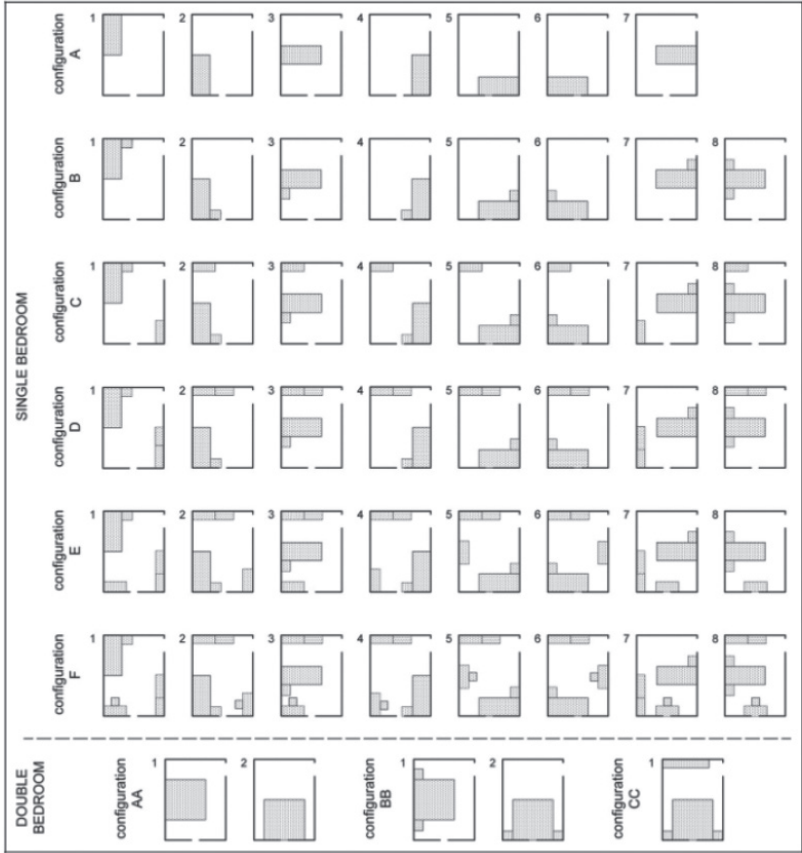 SINGLE BEDROOM
configuration
A
1 2 3 4 5 6 7
configuration
B
1 2 3 4 5 6 7 8
configuration
C
1 2 3 4 5 6 7 8
configuration
D
1 2 3 4 5 6 7 8
configuration
E
1 2 3 4 5 6 7 8
configuration
F
1 2 3 4 5 6 7 8
DOUBLE
BEDROOM
configuration
AA
1 2
configuration
BB
1 2
configuration
CC
1